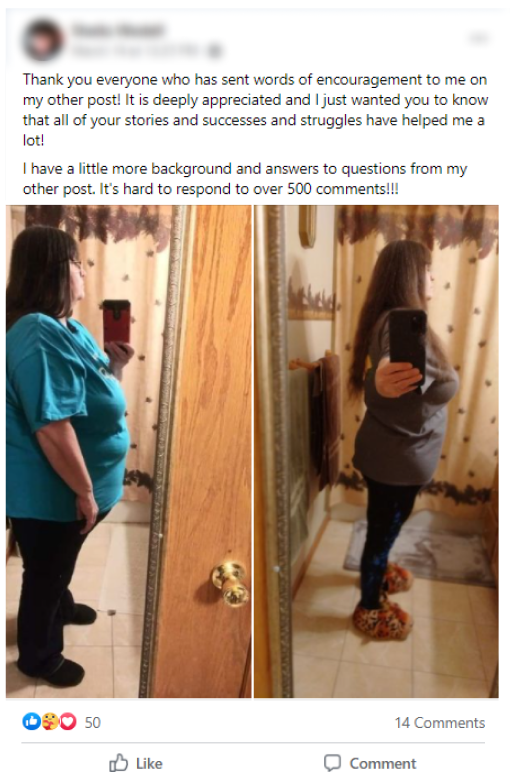 Thank you everyone who has sent words of encouragement to me on
my other post! It is deeply appreciated and I just wanted you to know
that all of your stories and successes and struggles have helped me a
lot!
I have a little more background and answers to questions from my
other post. It's hard to respond to over 500 comments!!!
50
14 Comments
Like
Comment